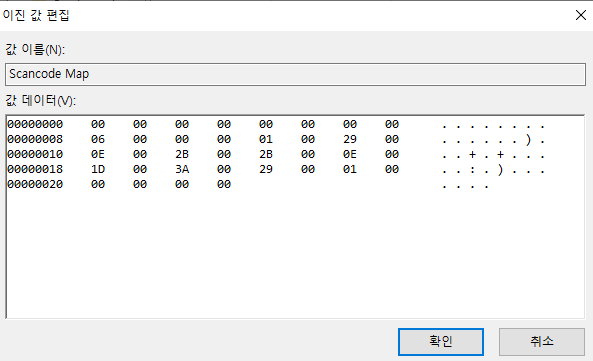 이진 값 편집
값 이름(N):
Scancode Map
값 데이터(V):
00000000 00 00 00 00 00 00 00 00 . . . . . . . .
00000008 06 00 00 00 01 00 29 00 . . . . . . ) .
00000010 0E 00 2B 00 2B 00 0E 00 . . + . + . . .
00000018 1D 00 3A 00 29 00 01 00 . . : . ) . . .
00000020 00 00 00 00 . . . .
확인 취소